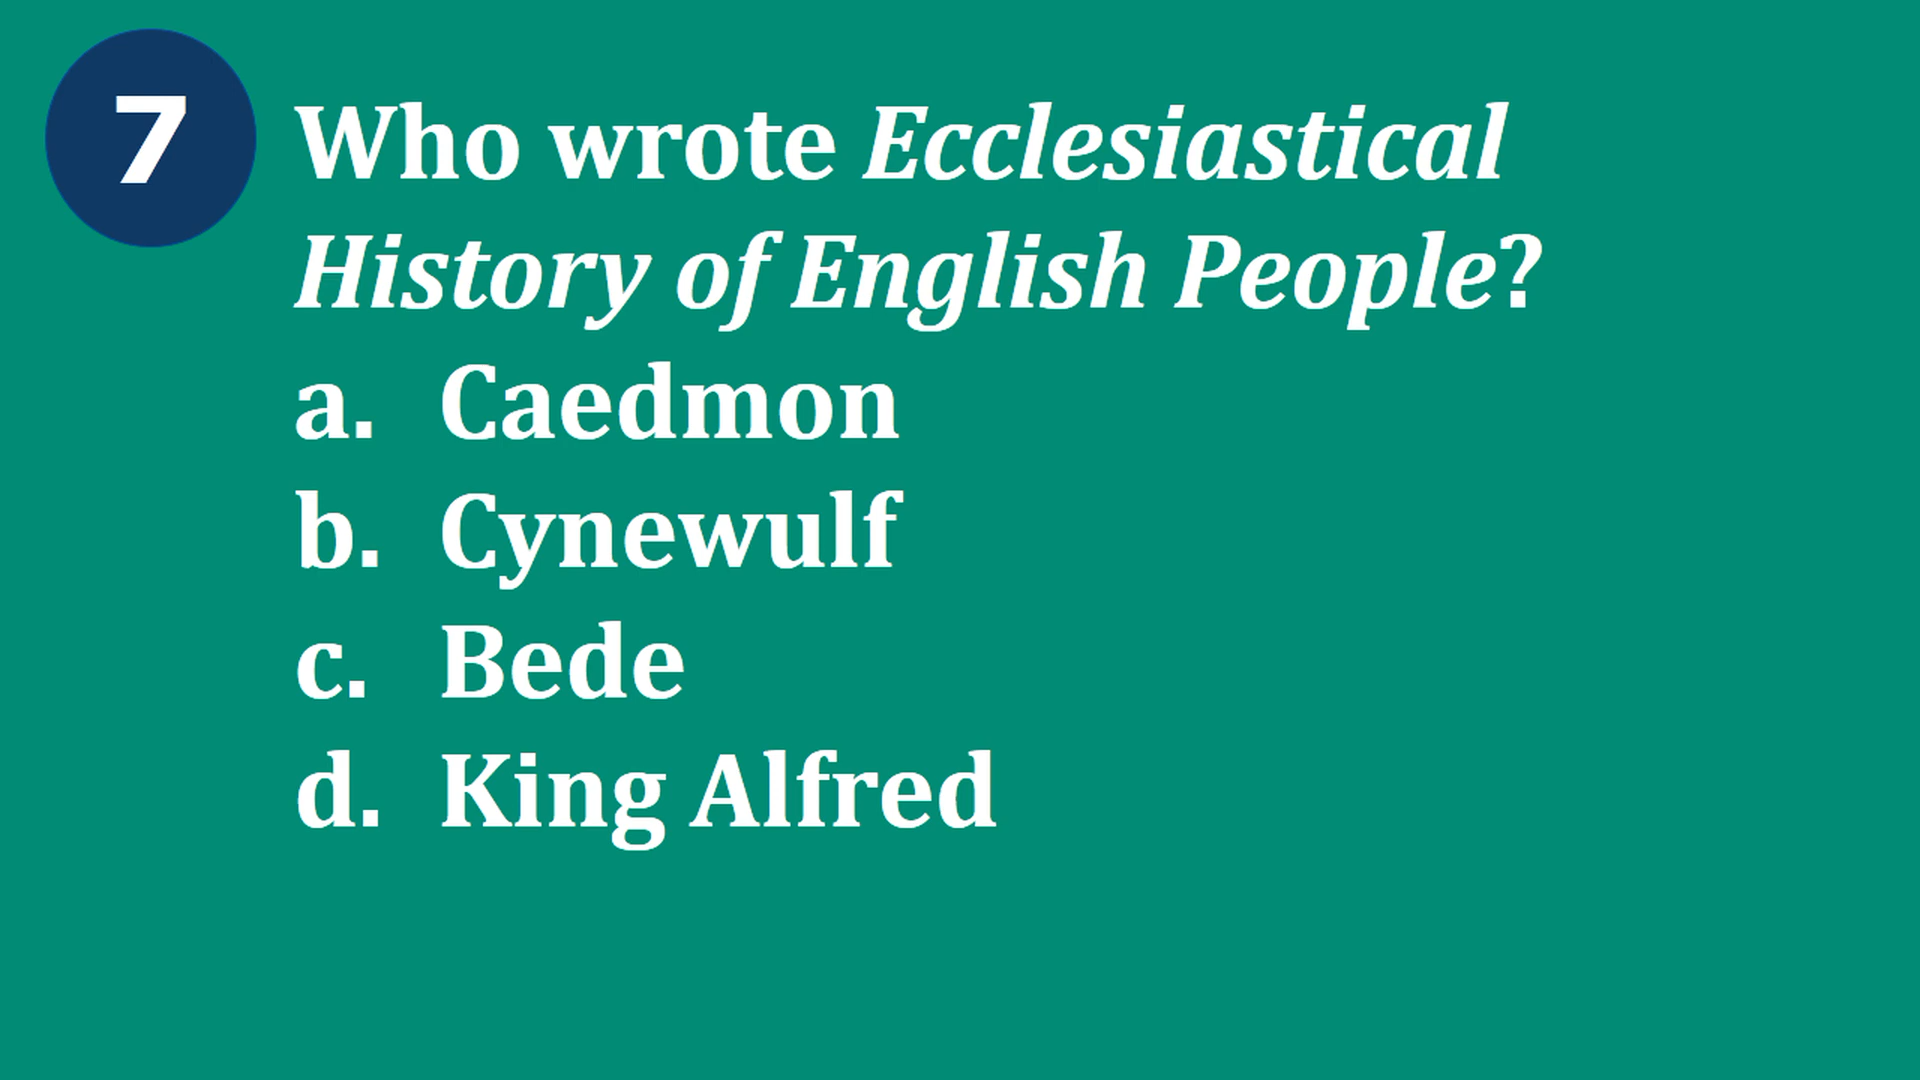 7
Who wrote Ecclesiastical
History of English People?
a. Caedmon
b. Cynewulf
c. Bede
d. King Alfred